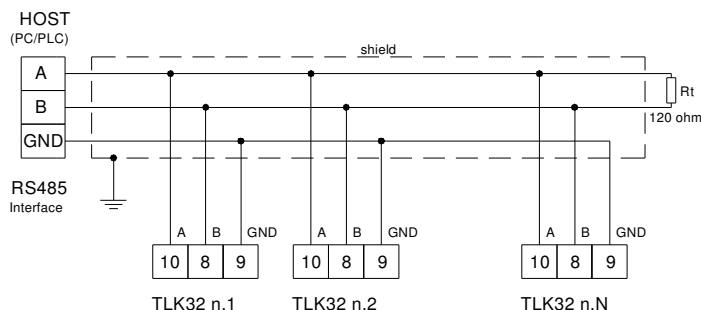 HOST
(PC/PLC)
shield
A
B
GND
Rt
120 ohm
RS485
Interface
A B GND
A B GND
A B GND
10 8 9
10 8 9
10 8 9
TLK32 n.1
TLK32 n.2
TLK32 n.N